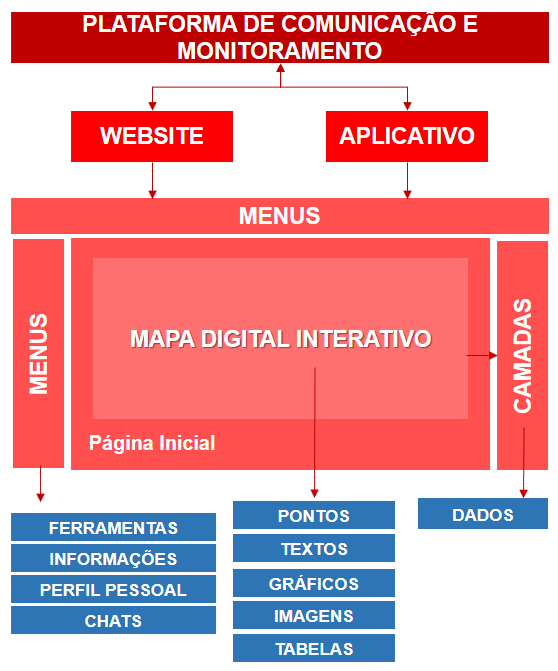 PLATAFORMA DE COMUNICAÇÃO E
MONITORAMENTO
WEBSITE
APLICATIVO
MENUS
MENUS
MAPA DIGITAL INTERATIVO
Página Inicial
CAMADAS
FERRAMENTAS
INFORMAÇÕES
PERFIL PESSOAL
CHATS
PONTOS
TEXTOS
GRÁFICOS
IMAGENS
TABELAS
DADOS